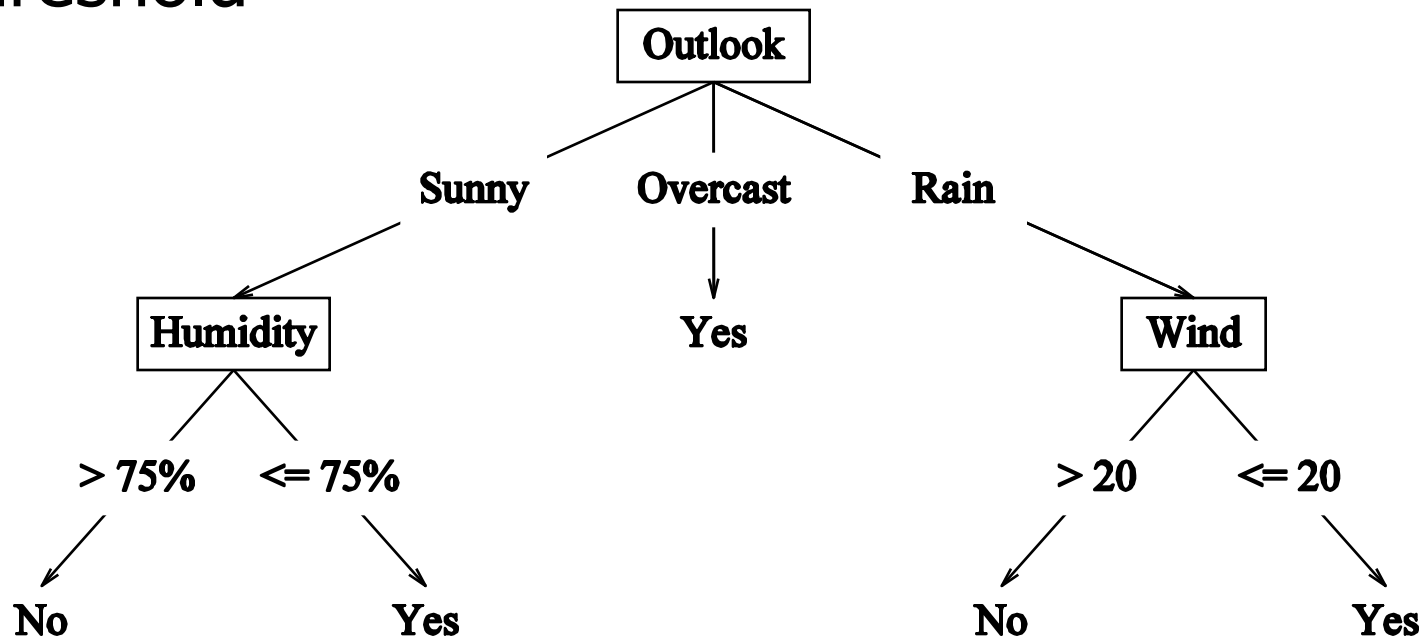 Outlook
Sunny Overcast Rain
Humidity Yes Wind
> 75% <= 75% > 20 <= 20
No Yes No Yes